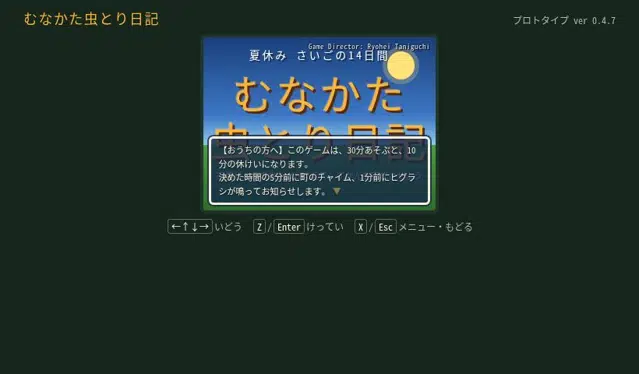 むなかた虫とり日記
プロトタイプ ver 0.4.7
Game Director: Ryohei Taniguchi
夏休み さいごの14日間
むなかた
虫とり日記
【おうちの方へ】このゲームは、30分あそぶと、10
分の休けいになります。
決めた時間の5分前に町のチャイム、1分前にヒグラ
シが鳴ってお知らせします。▼
←↑↓→ いどう Z / Enter けってい X / Esc メニュー・もどる